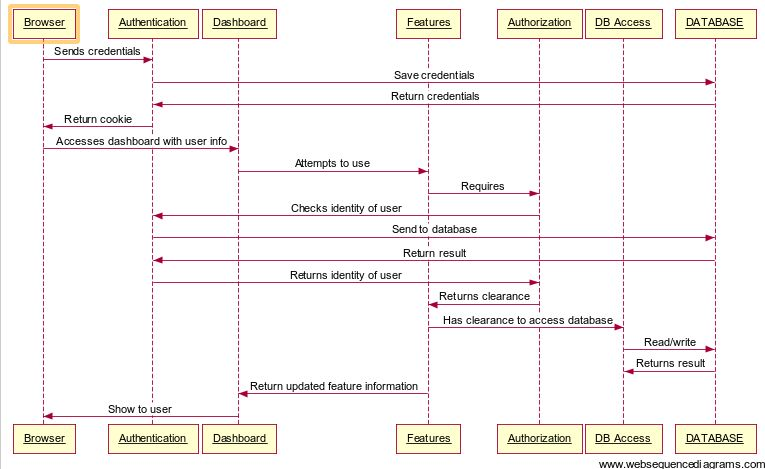 Browser Authentication Dashboard Features Authorization DB Access DATABASE
Sends credentials
Save credentials
Return credentials
Return cookie
Accesses dashboard with user info
Attempts to use
Requires
Checks identity of user
Send to database
Return result
Returns identity of user
Returns clearance
Has clearance to access database
Read/write
Returns result
Return updated feature information
Show to user
Browser Authentication Dashboard Features Authorization DB Access DATABASE
www.websequencediagrams.com